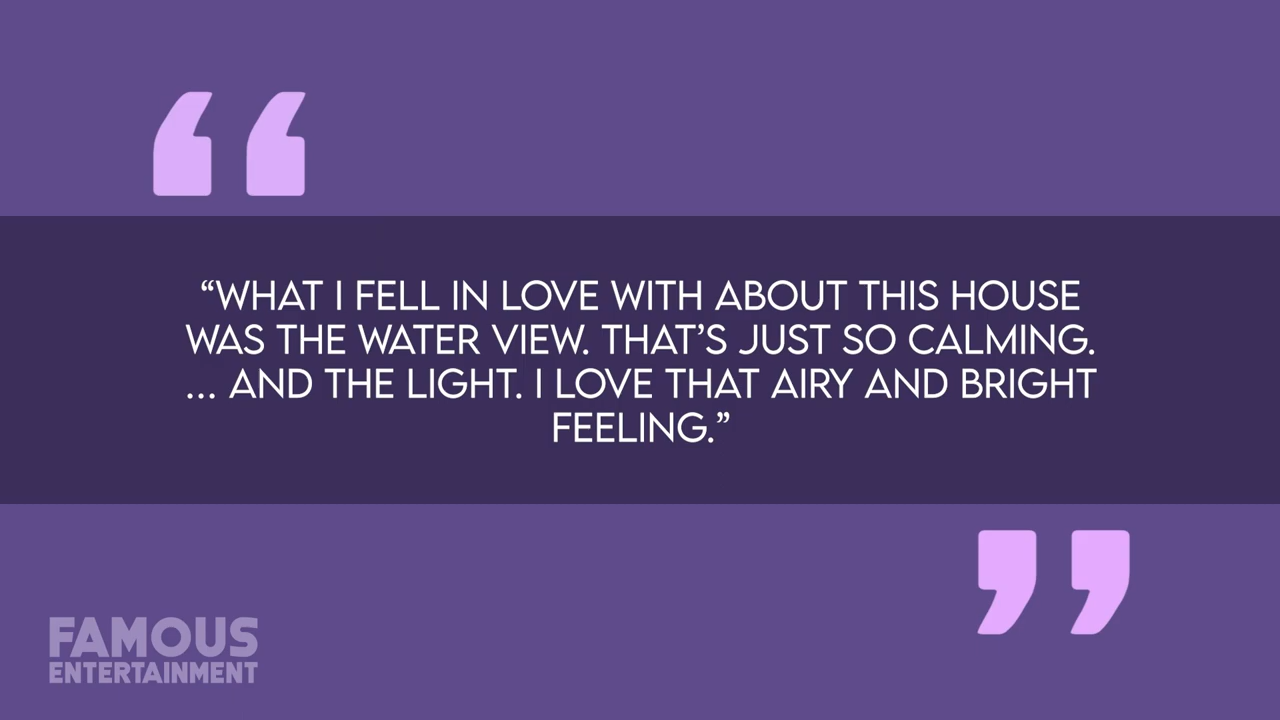 “WHAT I FELL IN LOVE WITH ABOUT THIS HOUSE
WAS THE WATER VIEW. THAT’S JUST SO CALMING.
... AND THE LIGHT. I LOVE THAT AIRY AND BRIGHT
FEELING.”
FAMOUS
ENTERTAINMENT